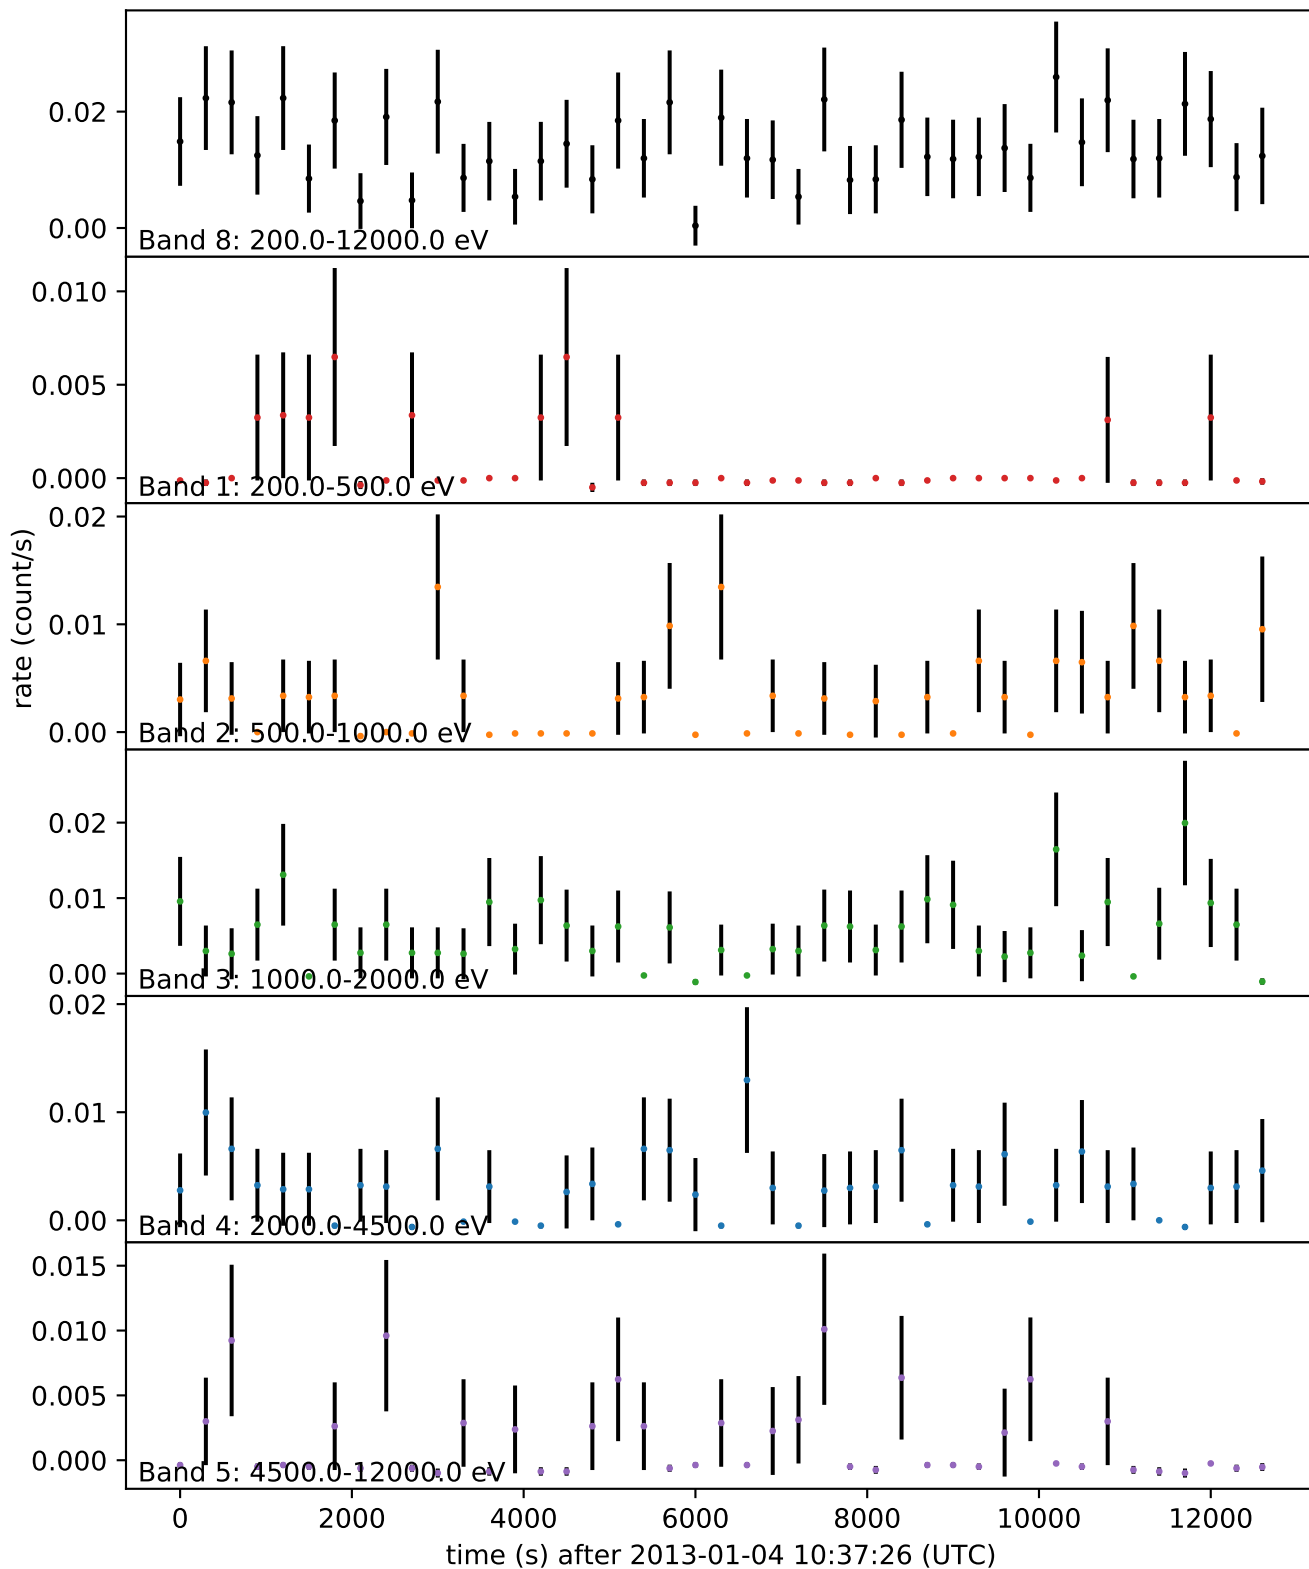 0.02
0.00
Band 8: 200.0-12000.0 eV
0.010
0.005
0.000
Band 1: 200.0-500.0 eV
0.02
0.01
0.00
Band 2: 500.0-1000.0 eV
rate (count/s)
0.02
0.01
0.00
Band 3: 1000.0-2000.0 eV
0.02
0.01
0.00
Band 4: 2000.0-4500.0 eV
0.015
0.010
0.005
0.000
Band 5: 4500.0-12000.0 eV
0 2000 4000 6000 8000 10000 12000
time (s) after 2013-01-04 10:37:26 (UTC)